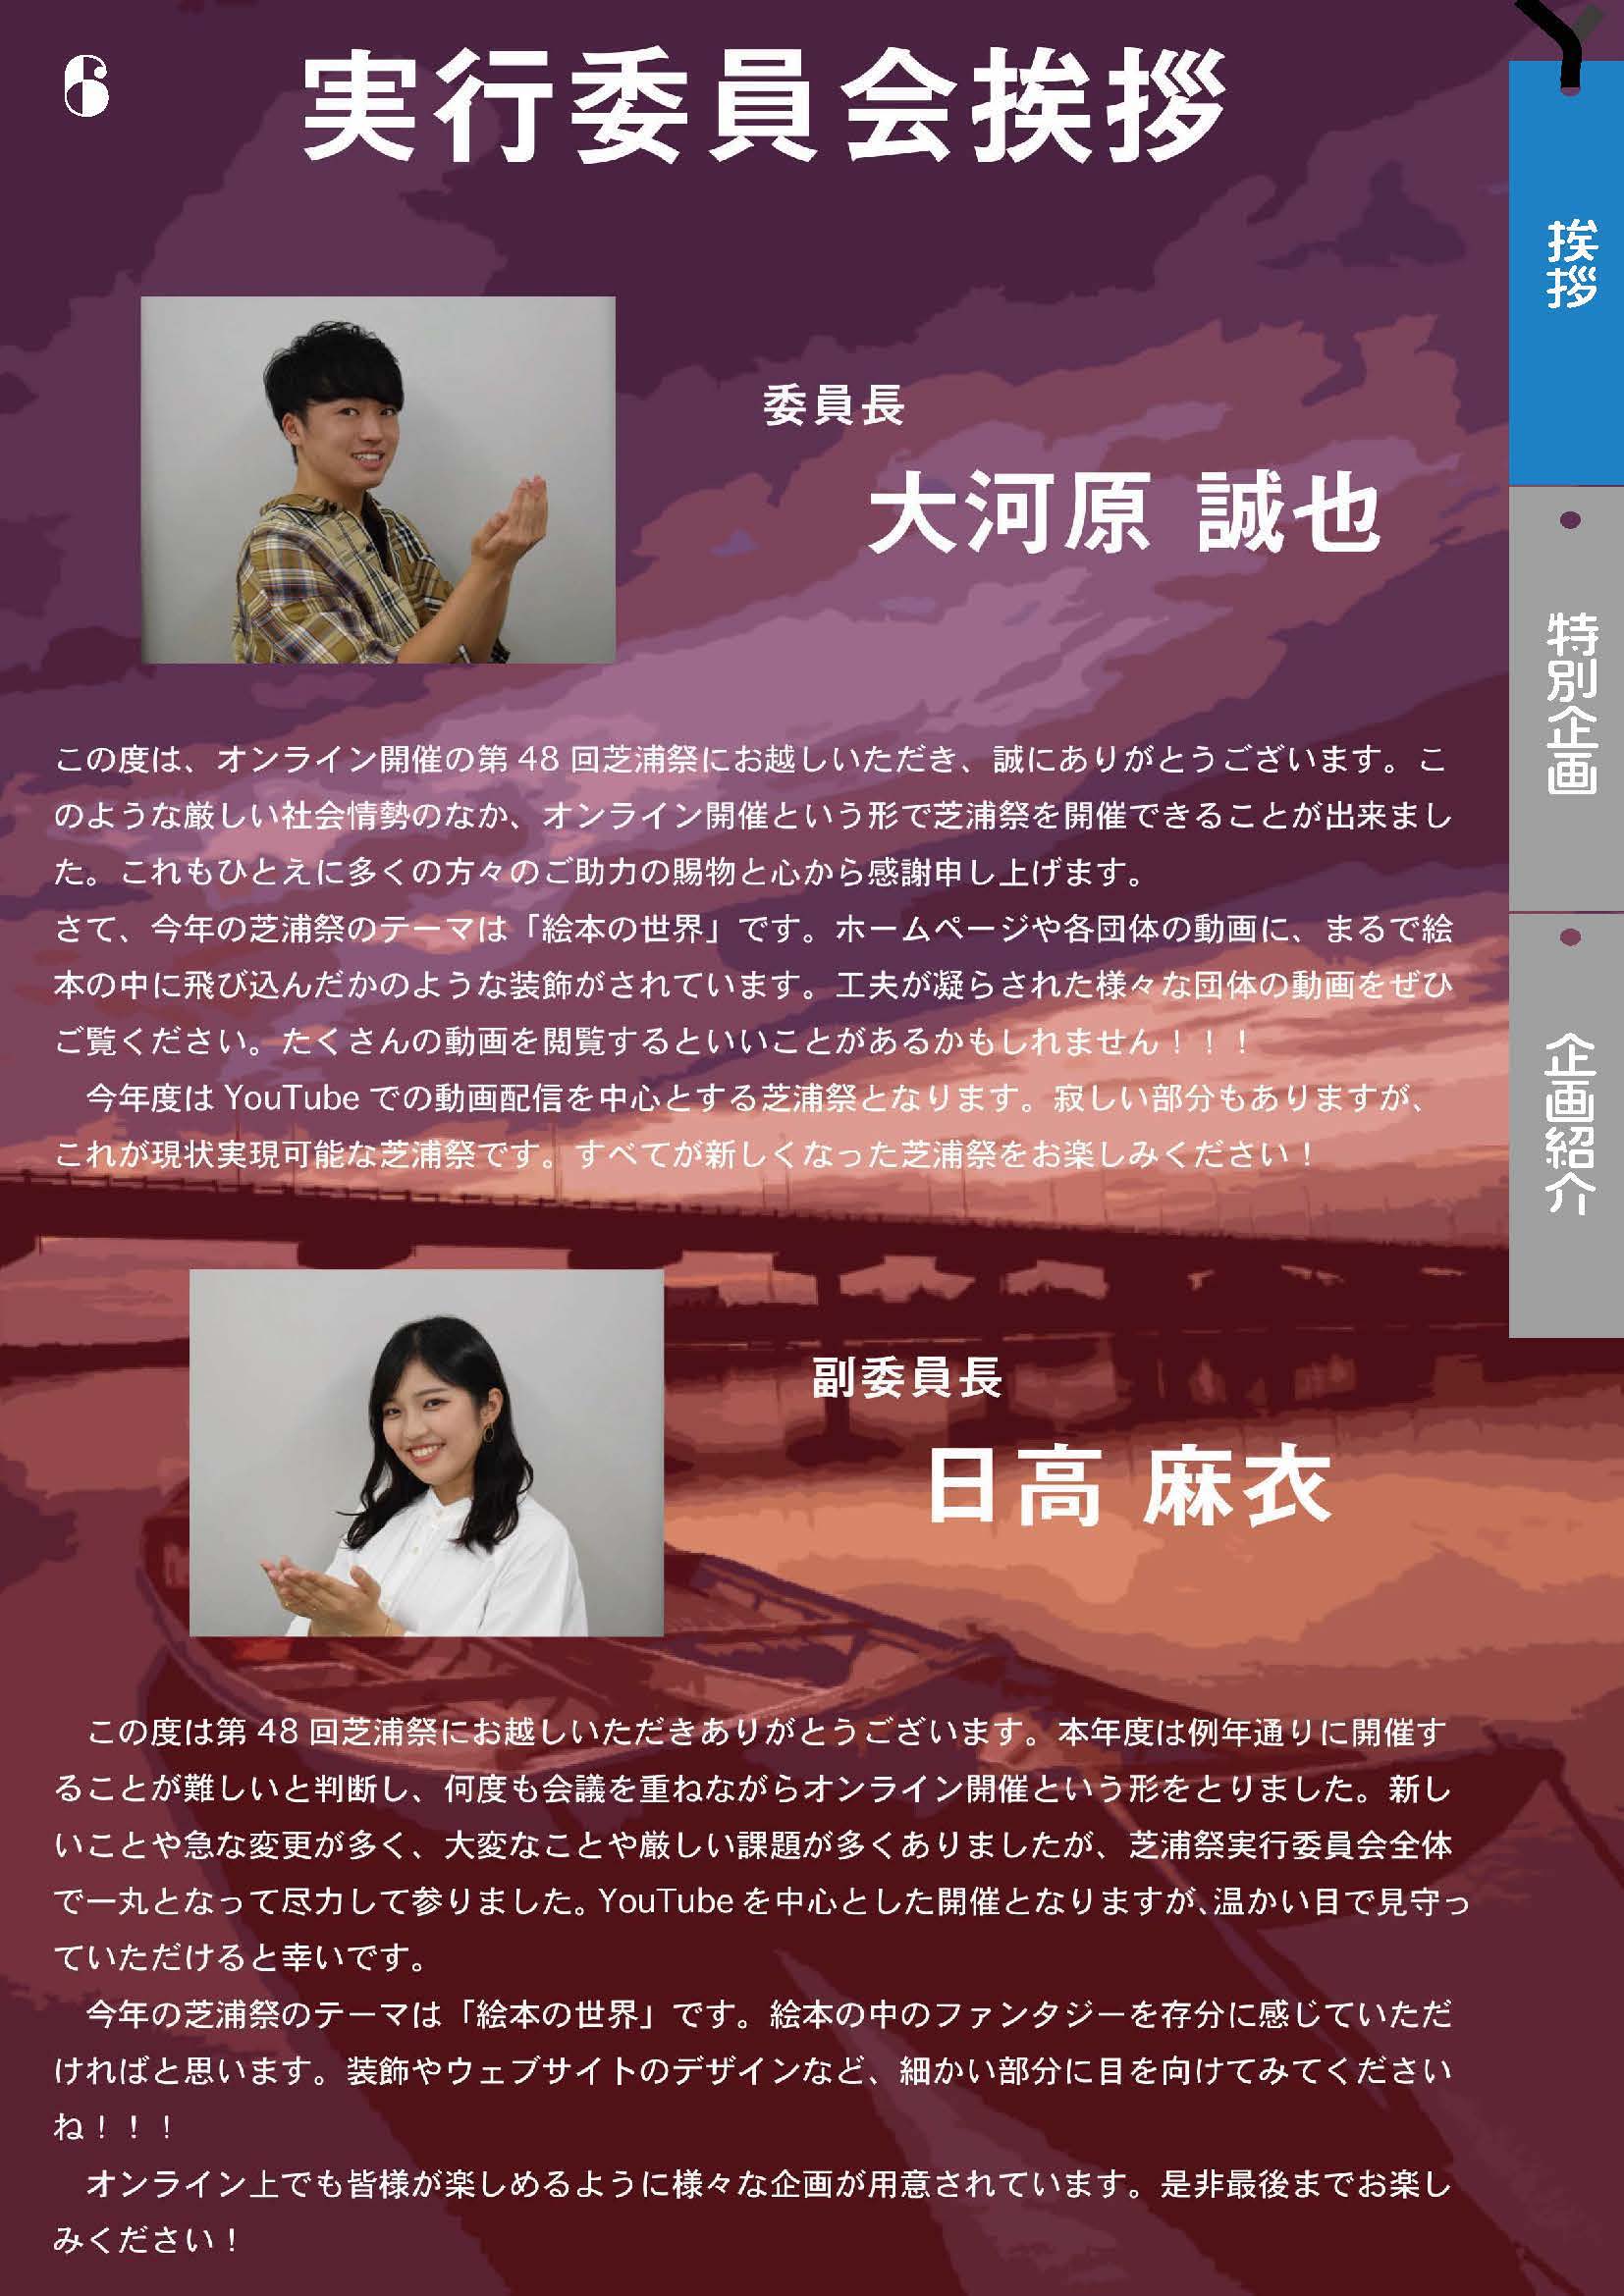 6
実行委員会挨拶
挨拶
特別企画
企画紹介
委員長
大河原 誠也
この度は、オンライン開催の第 48 回芝浦祭にお越しいただき、誠にありがとうございます。こ
のような厳しい社会情勢のなか、オンライン開催という形で芝浦祭を開催できることが出来まし
た。これもひとえに多くの方々のご助力の賜物と心から感謝申し上げます。
さて、今年の芝浦祭のテーマは「絵本の世界」です。ホームページや各団体の動画に、まるで絵
本の中に飛び込んだかのような装飾がされています。工夫が凝らされた様々な団体の動画をぜひ
ご覧ください。たくさんの動画を閲覧するといいことがあるかもしれません！！！
　今年度は YouTube での動画配信を中心とする芝浦祭となります。寂しい部分もありますが、
これが現状実現可能な芝浦祭です。すべてが新しくなった芝浦祭をお楽しみください！
副委員長
日高 麻衣
　この度は第 48 回芝浦祭にお越しいただきありがとうございます。本年度は例年通りに開催す
ることが難しいと判断し、何度も会議を重ねながらオンライン開催という形をとりました。新し
いことや急な変更が多く、大変なことや厳しい課題が多くありましたが、芝浦祭実行委員会全体
で一丸となって尽力して参りました。YouTube を中心とした開催となりますが、温かい目で見守っ
ていただけると幸いです。
　今年の芝浦祭のテーマは「絵本の世界」です。絵本の中のファンタジーを存分に感じていただ
ければと思います。装飾やウェブサイトのデザインなど、細かい部分に目を向けてみてください
ね！！！
　オンライン上でも皆様が楽しめるように様々な企画が用意されています。是非最後までお楽し
みください！